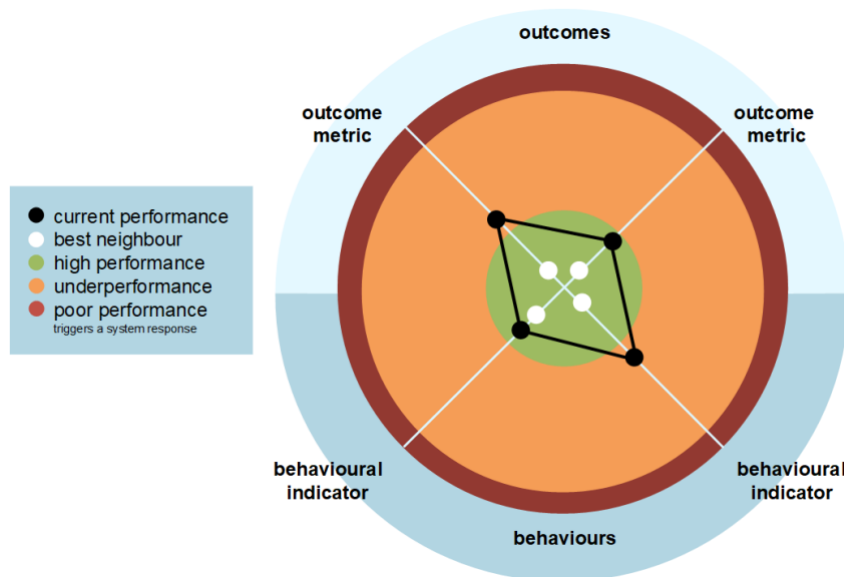 outcomes
outcome
metric
outcome
metric
current performance
best neighbour
high performance
underperformance
poor performance
triggers a system response
behavioural
indicator
behavioural
indicator
behaviours